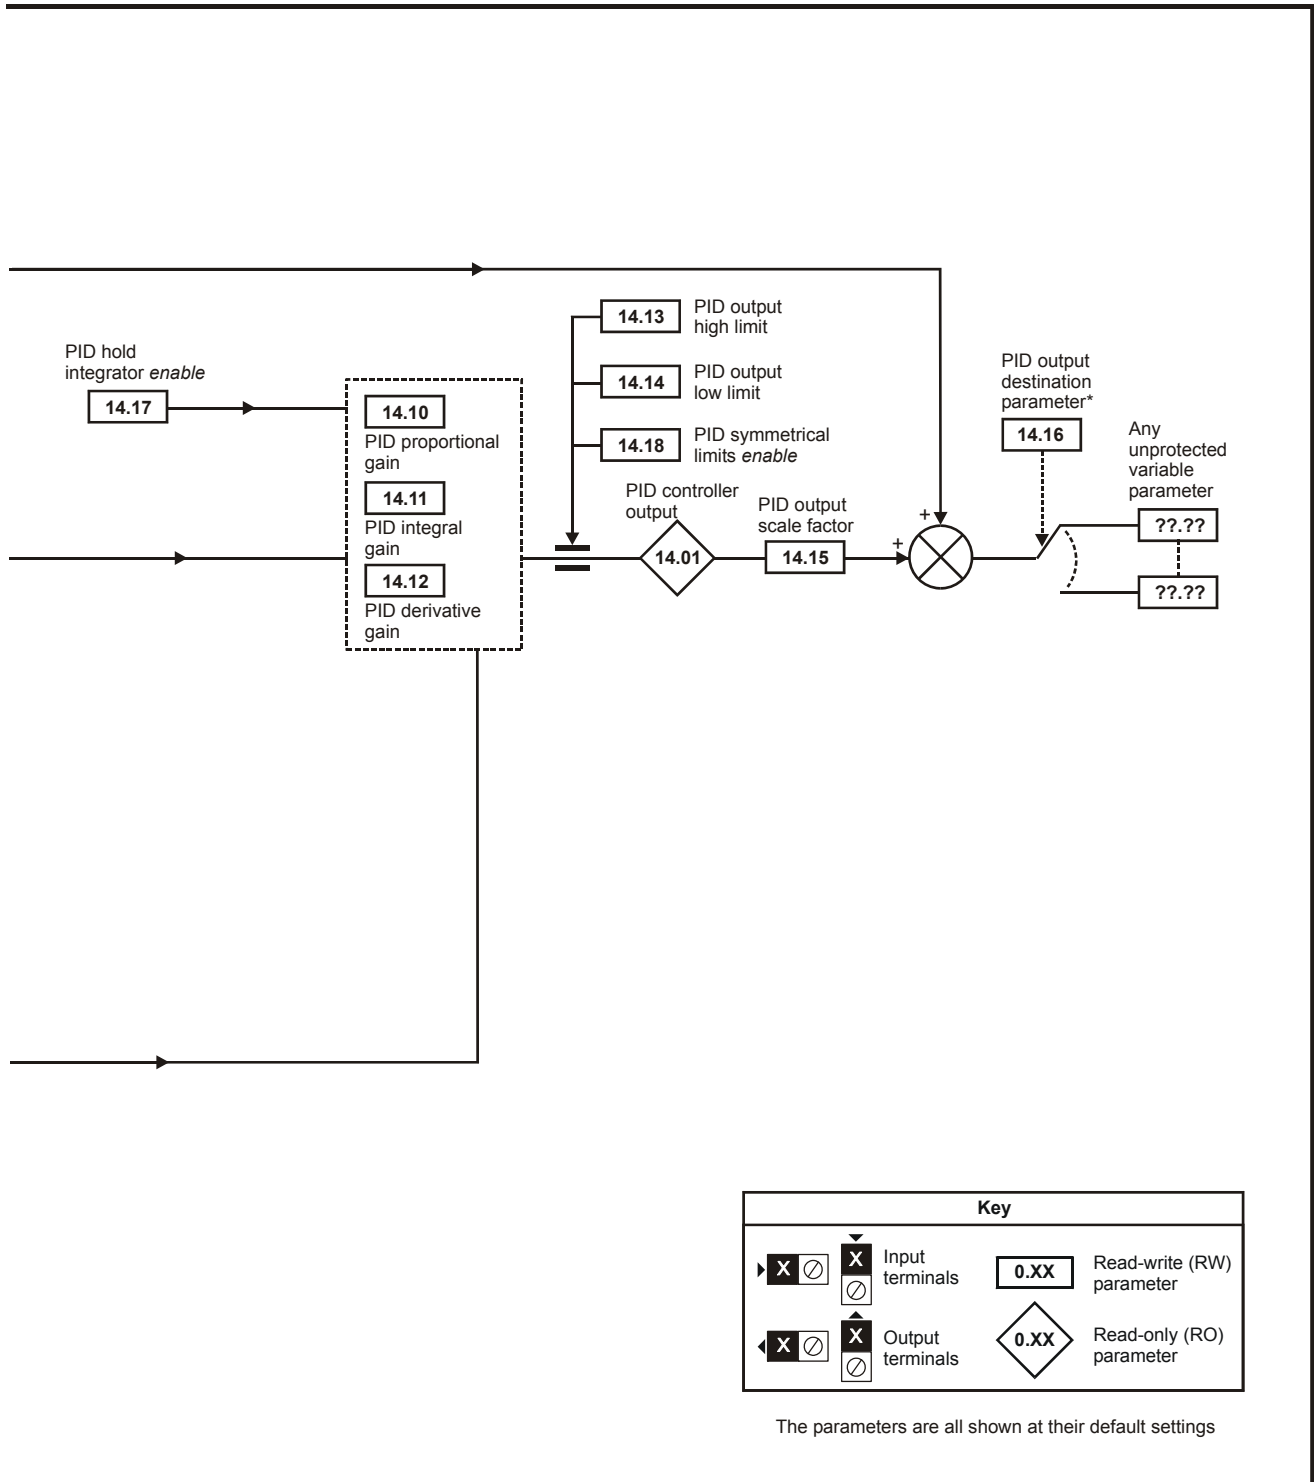 14.13
PID output
high limit
PID hold
integrator enable
14.17
14.14
PID output
low limit
14.18
PID symmetrical
limits enable
14.10
PID proportional
gain
14.11
PID integral
gain
14.12
PID derivative
gain
PID controller
output
14.01
PID output
scale factor
14.15
+
+
PID output
destination
parameter*
14.16
Any
unprotected
variable
parameter
??.??
??.??
Key
X
X
Input
terminals
0.XX
Read-write (RW)
parameter
X
X
Output
terminals
0.XX
Read-only (RO)
parameter
The parameters are all shown at their default settings